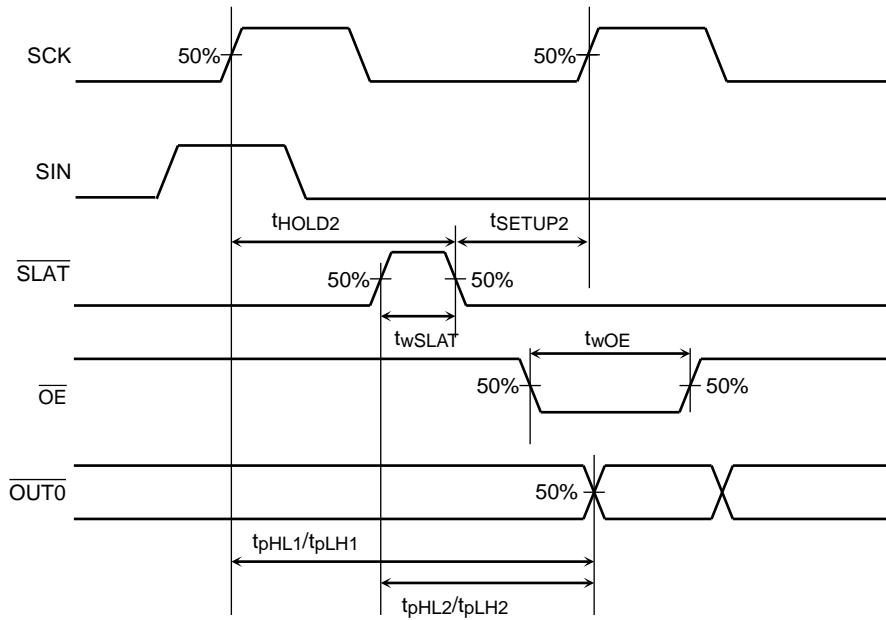 SCK
50%
50%
SIN
tHOLD2
tSETUP2
SLAT
50%
50%
twSLAT
twOE
OE
50%
50%
OUT0
50%
tpHL1/tpLH1
tpHL2/tpLH2